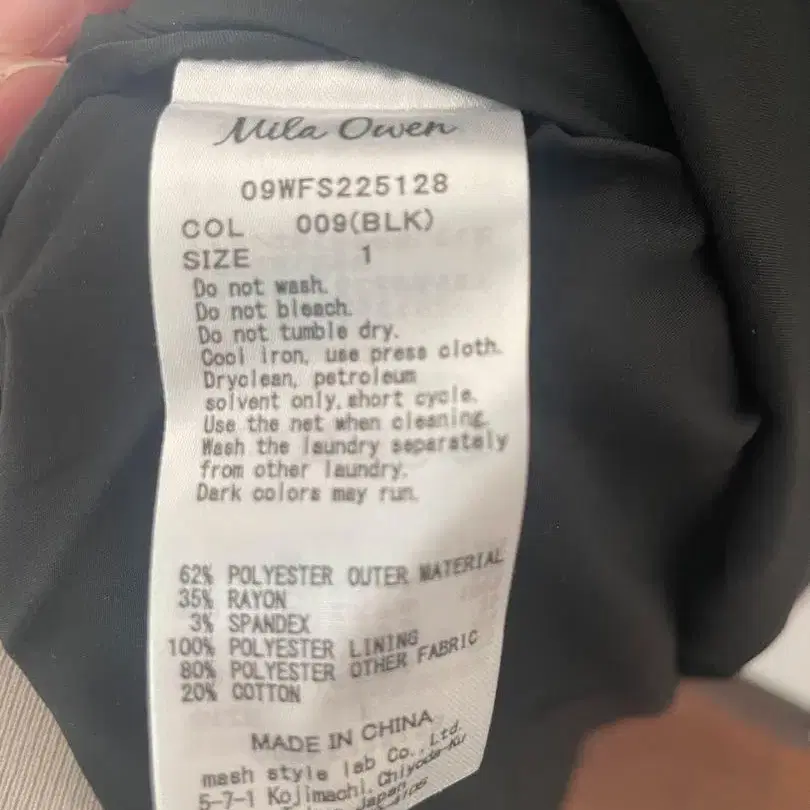 Mila Owen
09WFS225128
COL 009(BLK)
SIZE 1
Do not wash.
Do not bleach.
Do not tumble dry.
Cool iron, use press cloth.
Dryclean, petroleum
solvent only, short cycle.
Use the net when cleaning.
Wash the laundry separately
from other laundry.
Dark colors may run.
62% POLYESTER OUTER MATERIAL
35% RAYON
3% SPANDEX
100% POLYESTER LINING
80% POLYESTER OTHER FABRIC
20% COTTON
MADE IN CHINA
mash style lab Co., Ltd.
5-7-1 Kojimachi, Chiyoda-Ku
Japan